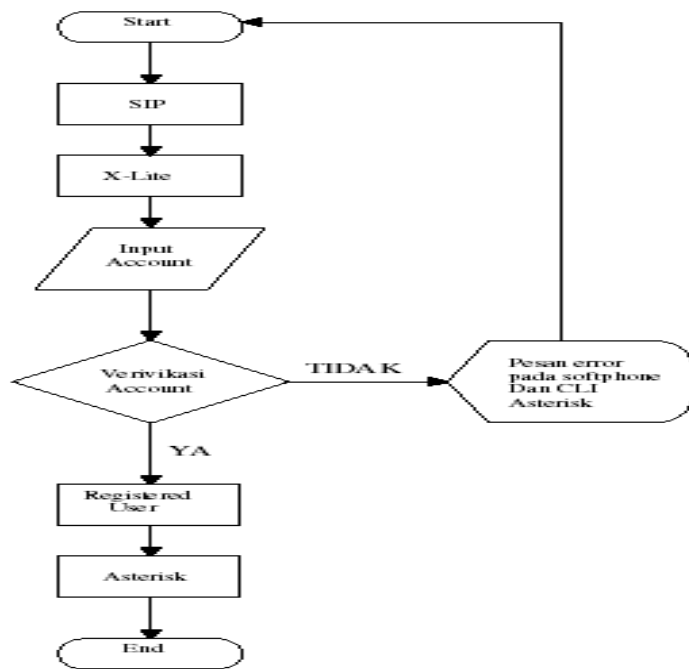 Start
SIP
X-Lite
Input
Account
Verivikasi
Account
TIDAK
Pesan error
pada softphone
Dan CLI
Asterisk
YA
Registered
User
Asterisk
End